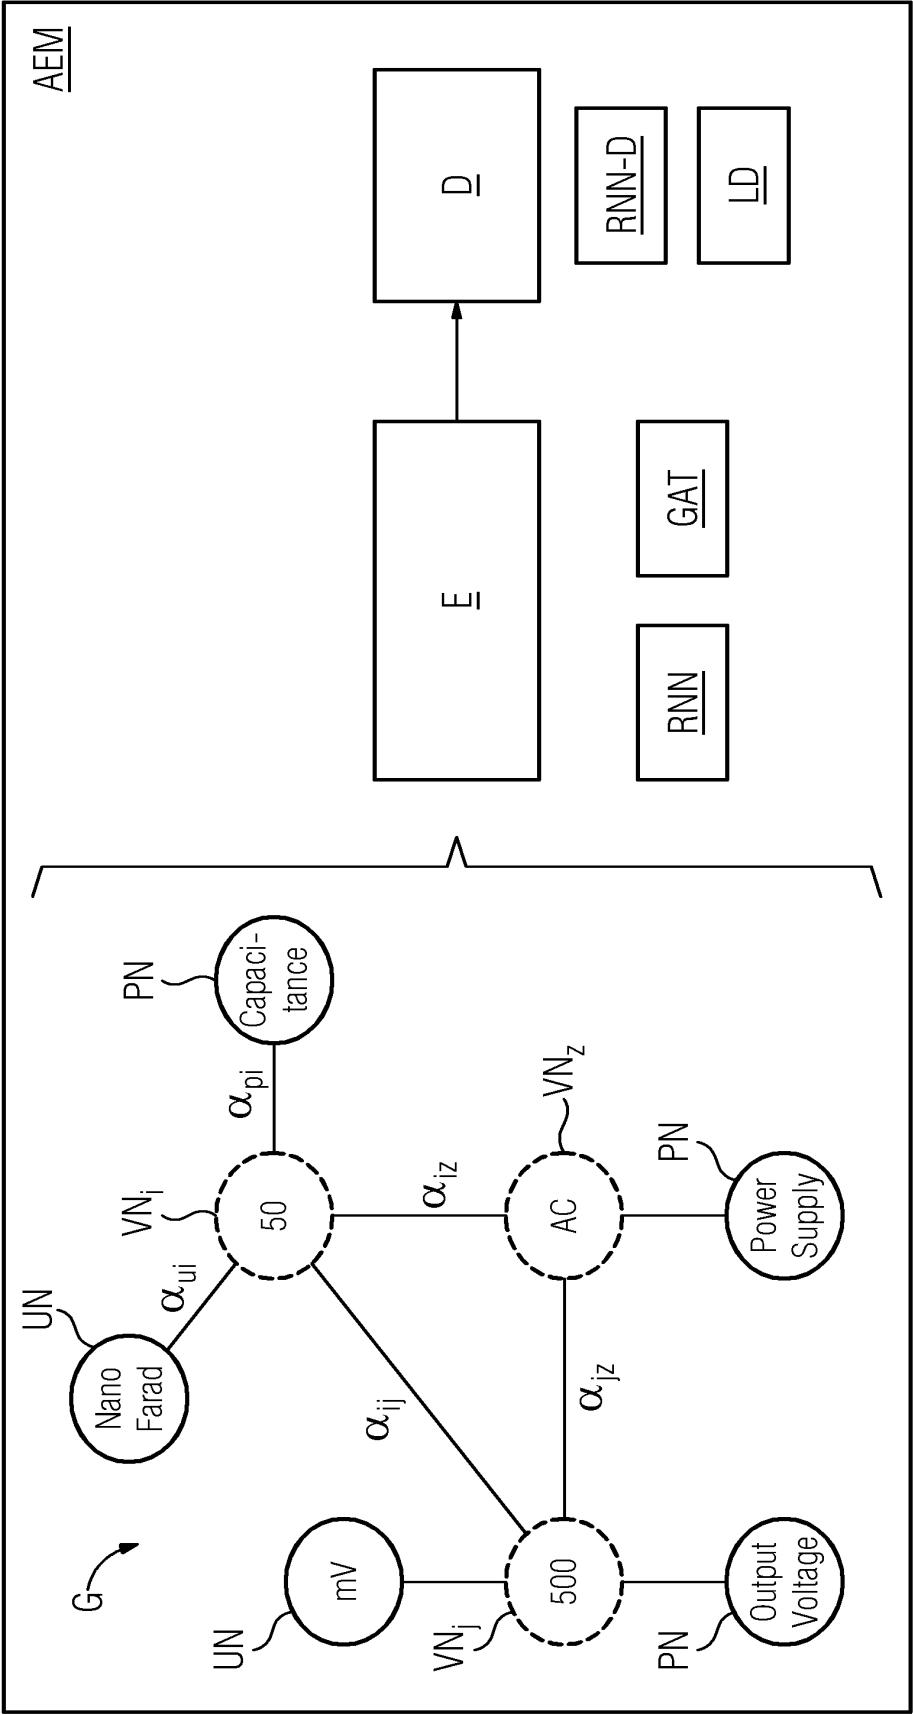 AEM
G
UN
Nano
Farad
α_ui
VN_i
50
α_pi
PN
Capaci-
tance
UN
mV
α_ij
α_iz
VN_j
500
α_jz
AC
VN_z
PN
Output
Voltage
PN
Power
Supply
E
D
RNN
GAT
RNN-D
LD